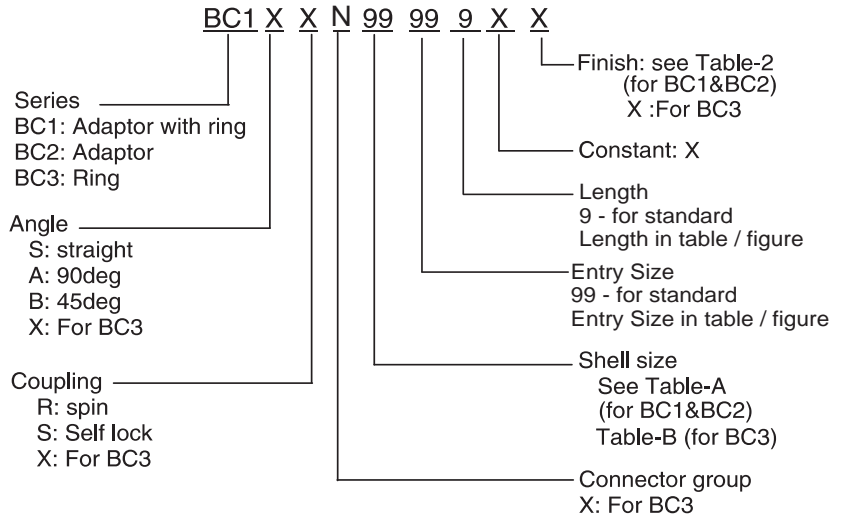 BC1 X X N 99 99 9 X X
Series
BC1: Adaptor with ring
BC2: Adaptor
BC3: Ring
Angle
S: straight
A: 90deg
B: 45deg
X: For BC3
Coupling
R: spin
S: Self lock
X: For BC3
Finish: see Table-2
(for BC1&BC2)
X :For BC3
Constant: X
Length
9 - for standard
Length in table / figure
Entry Size
99 - for standard
Entry Size in table / figure
Shell size
See Table-A
(for BC1&BC2)
Table-B (for BC3)
Connector group
X: For BC3